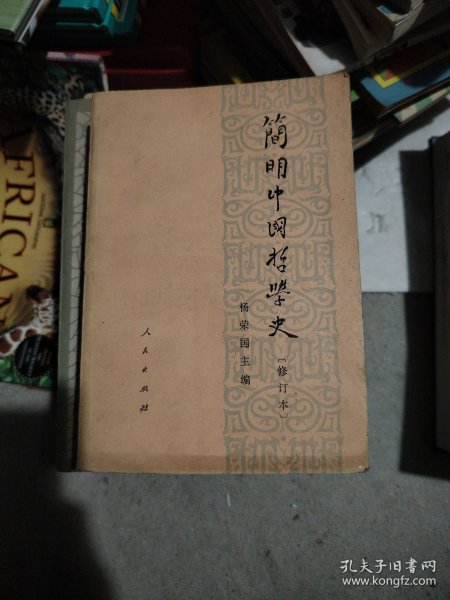 簡明中國哲學史
〔修订本〕
杨荣国主编
人民出版社
AFRICAN
孔夫子旧书网
www.kongfz.com